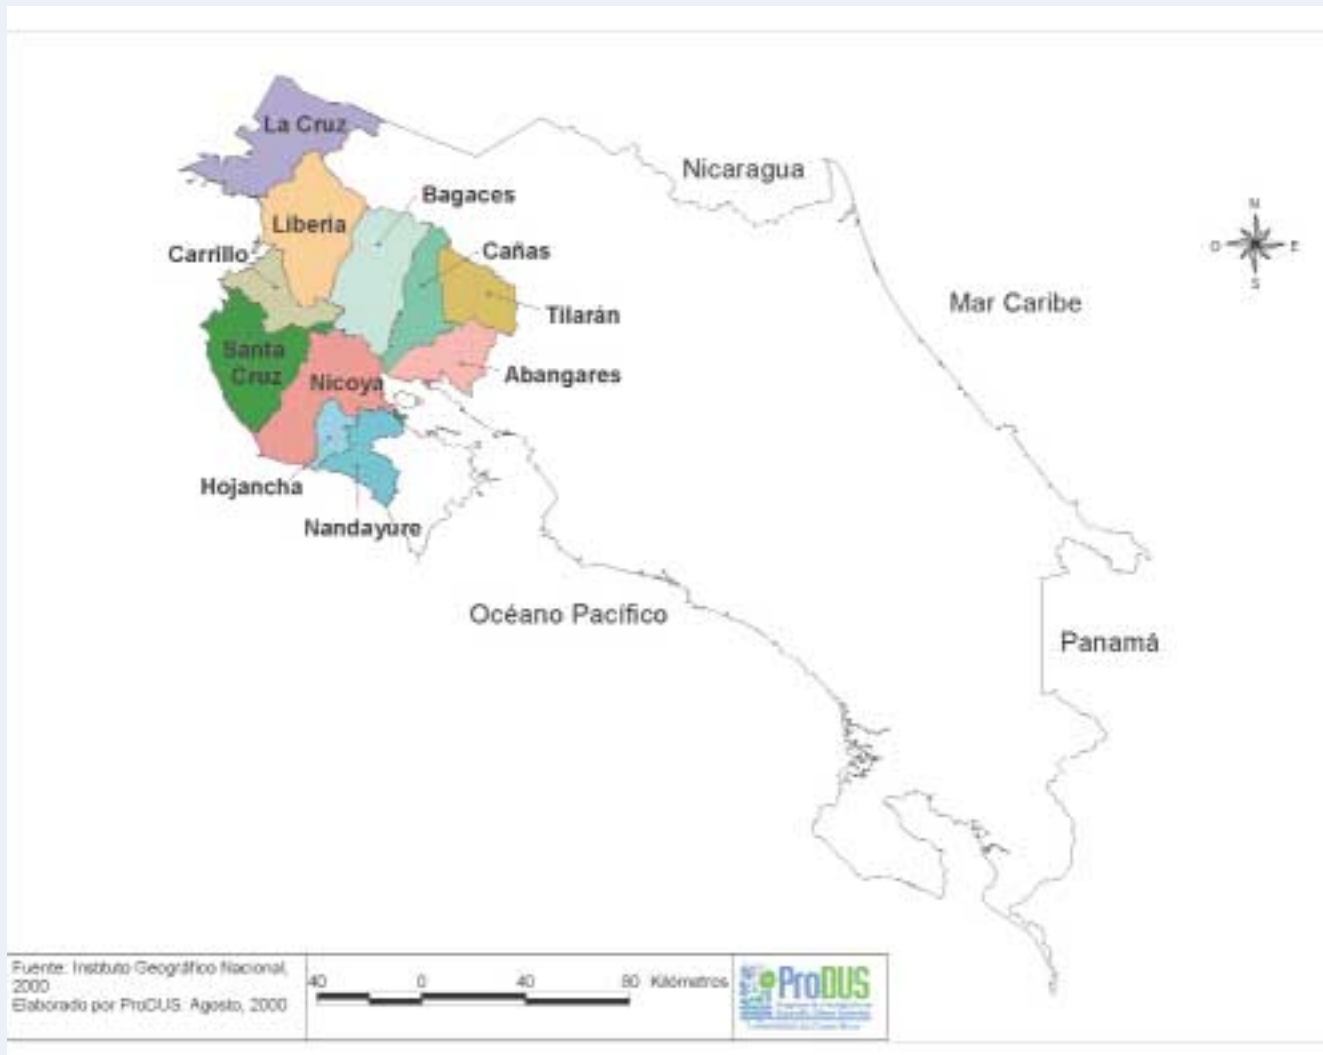 La Cruz
Nicaragua
Bagaces
N
Liberia
O
E
Carrillo
Cañas
S
Mar Caribe
Tilarán
Santa
Cruz
Nicoya
Abangares
Hojancha
Nandayure
Océano Pacífico
Panamá
Fuente: Instituto Geográfico Nacional,
2000
Elaborado por ProDUS. Agosto, 2000
40 0 40 80 Kilómetros
ProDUS